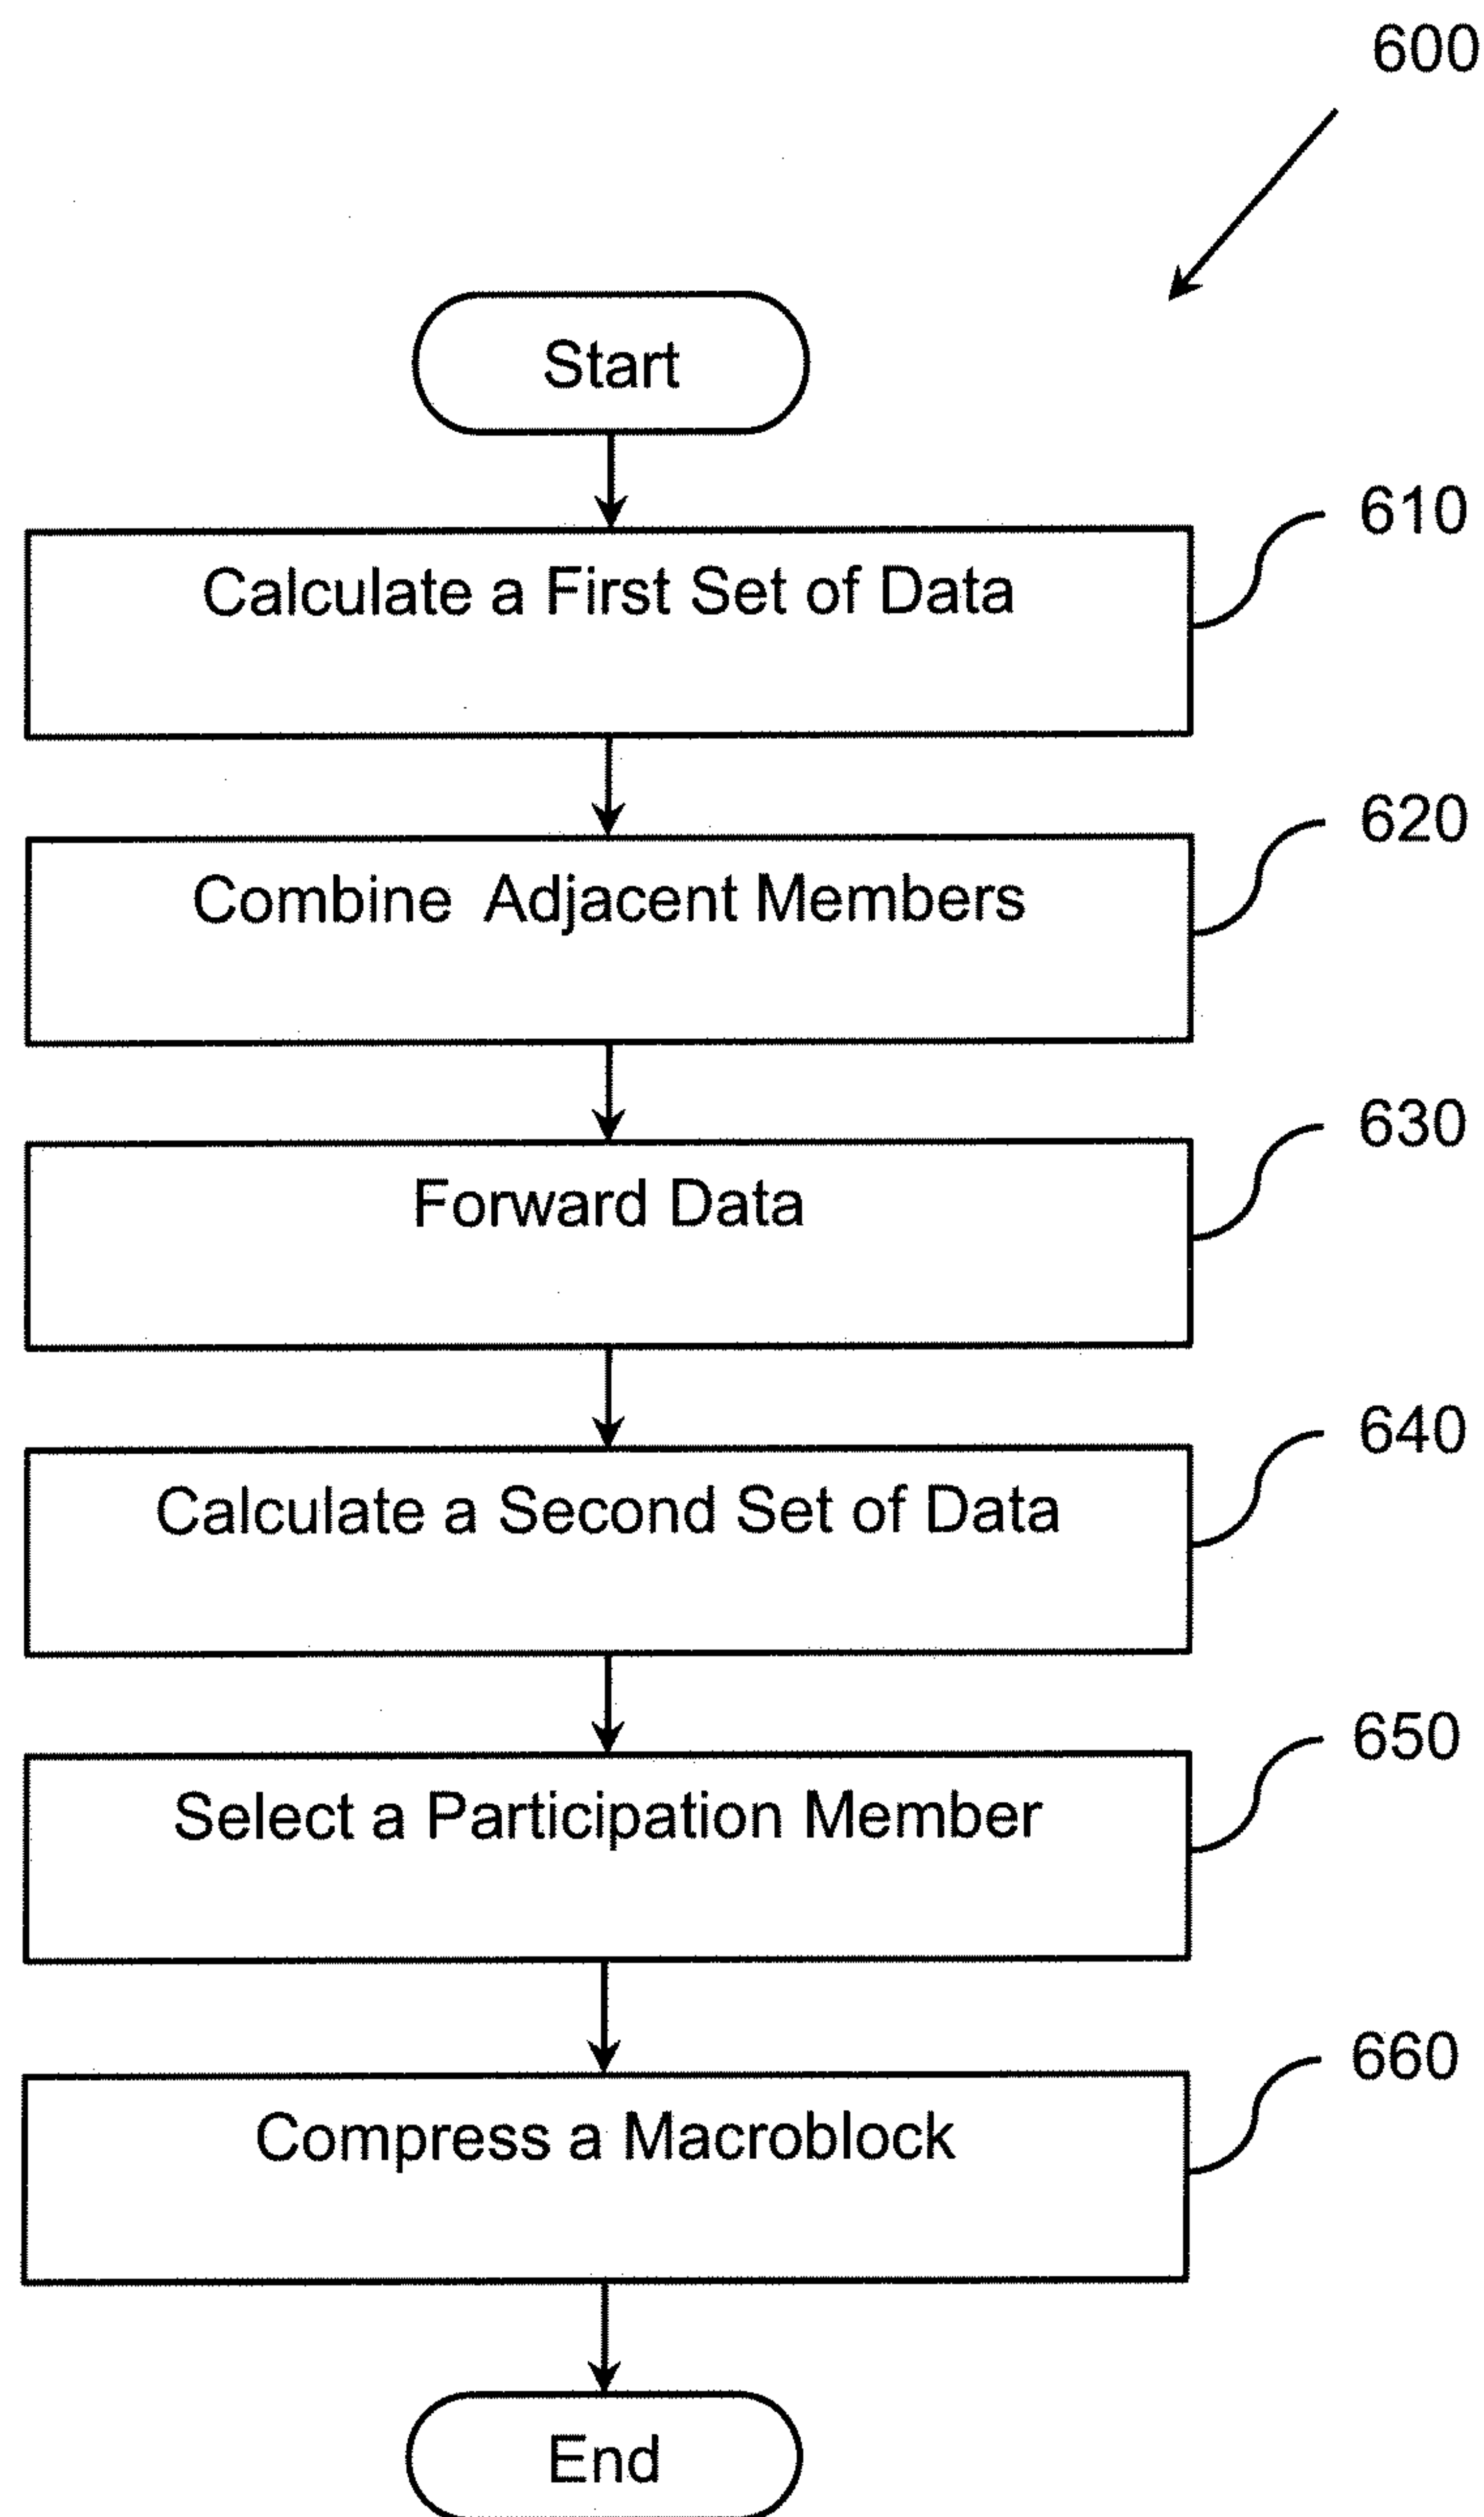 600
Start
610
Calculate a First Set of Data
620
Combine Adjacent Members
630
Forward Data
640
Calculate a Second Set of Data
650
Select a Participation Member
660
Compress a Macroblock
End